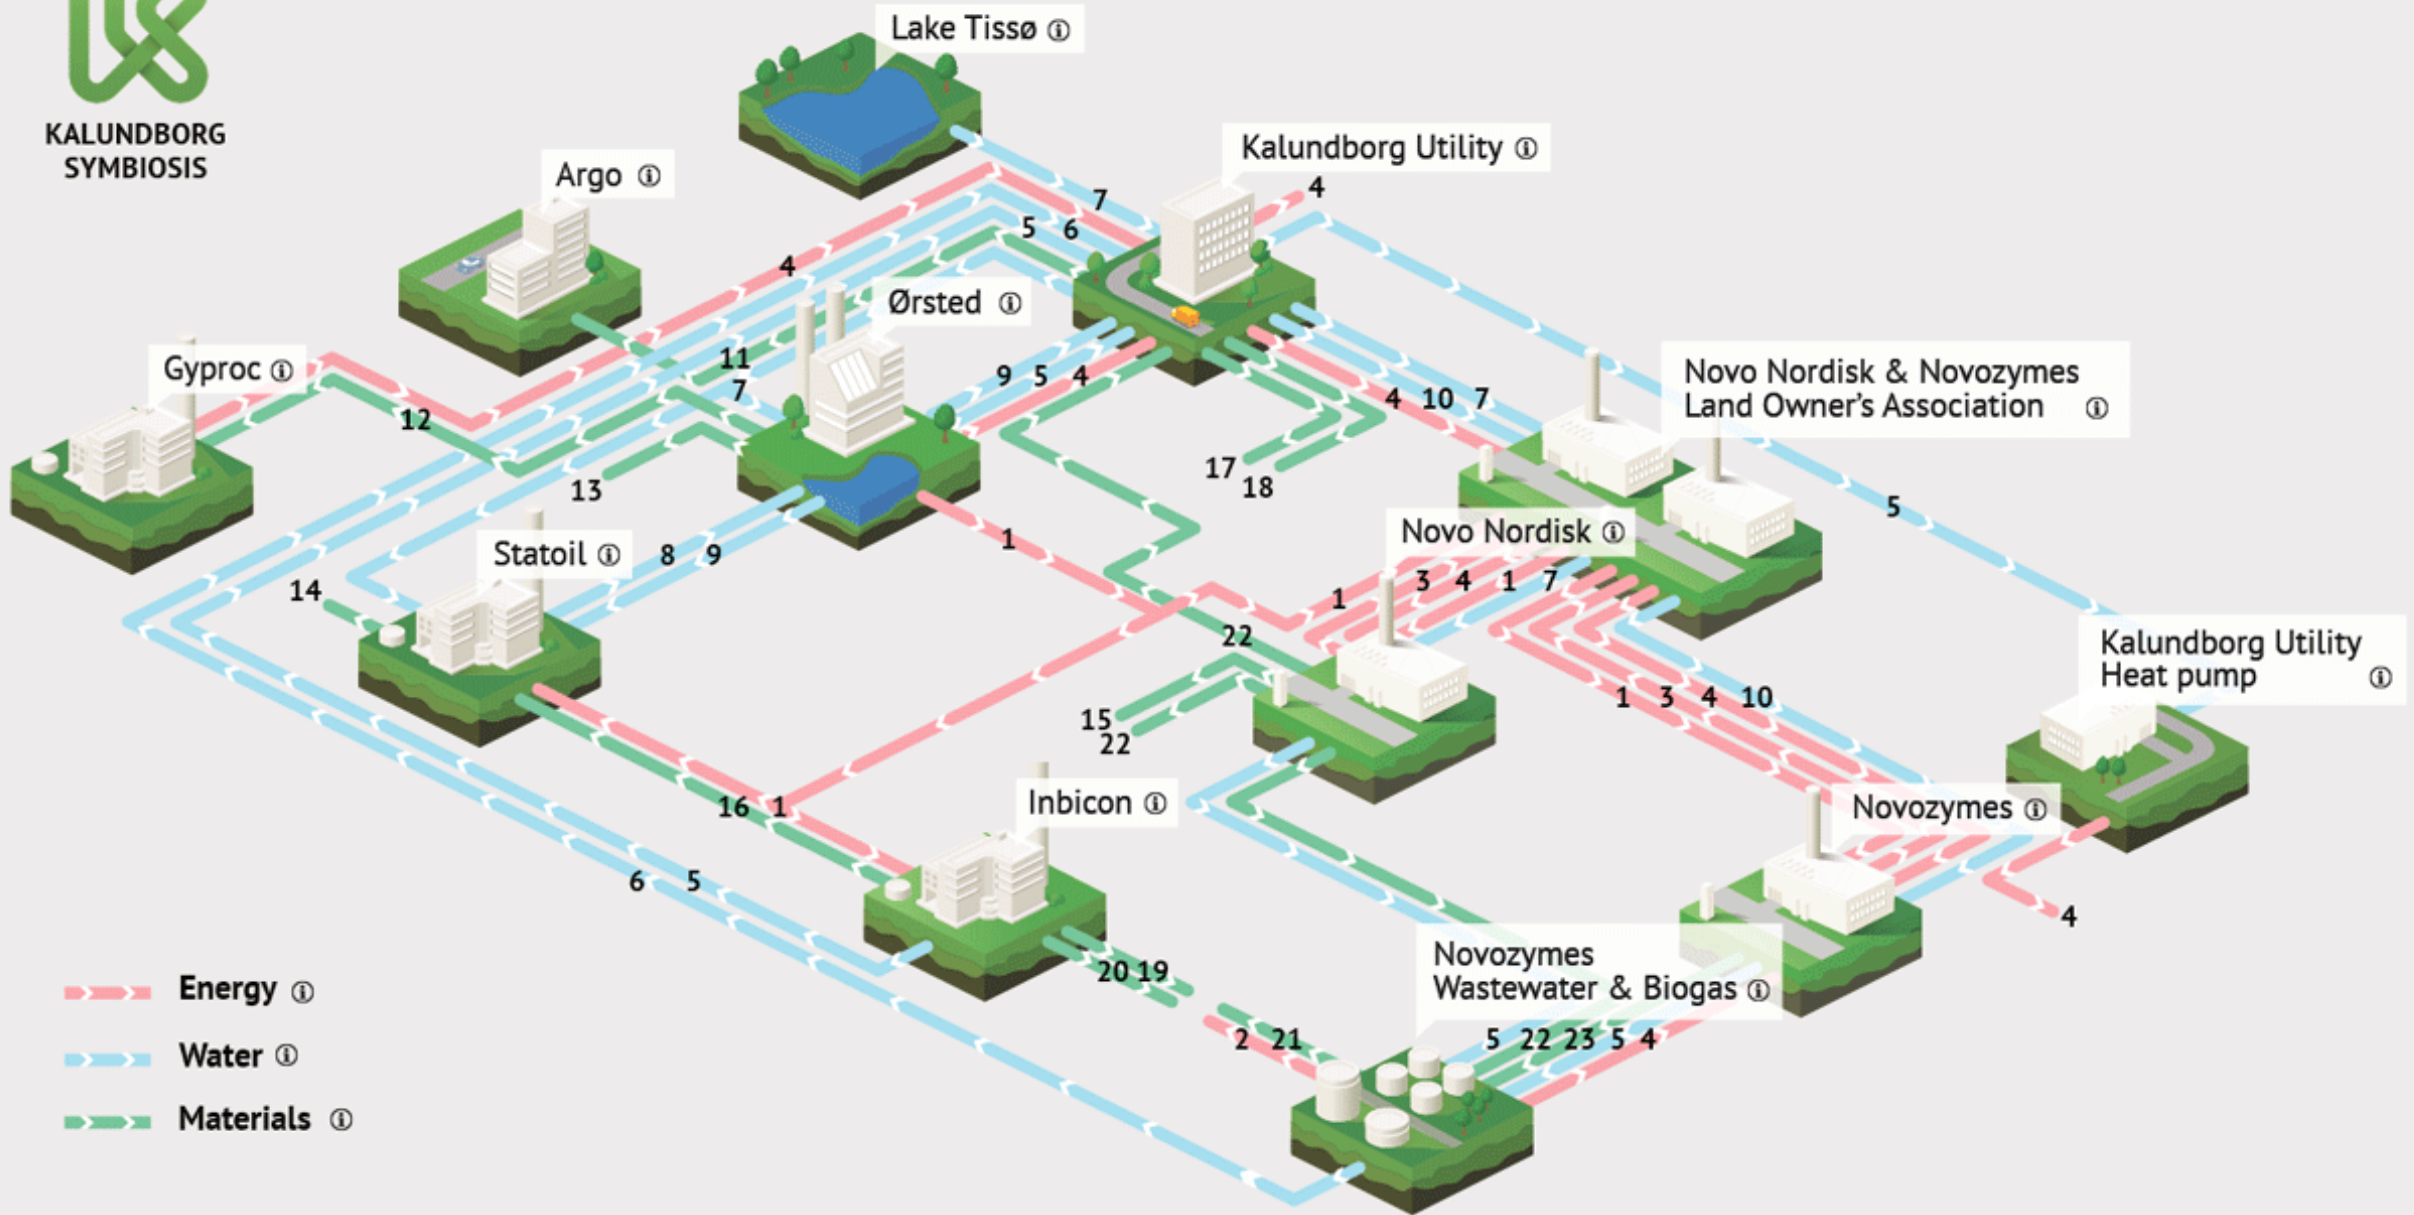 Lake Tissø
KALUNDBORG
SYMBIOSIS
Kalundborg Utility
Argo
4
7
5 6
4
Ørsted
11
7
Gyproc
9 5 4
12
4 10 7
Novo Nordisk & Novozymes
Land Owner's Association
17
18
13
5
Statoil
8 9
1
Novo Nordisk
14
1
3 4 1 7
22
Kalundborg Utility
Heat pump
15
22
1 3 4 10
16 1
Inbicon
Novozymes
6 5
4
20 19
Novozymes
Wastewater & Biogas
2 21
5 22 23 5 4
Energy
Water
Materials